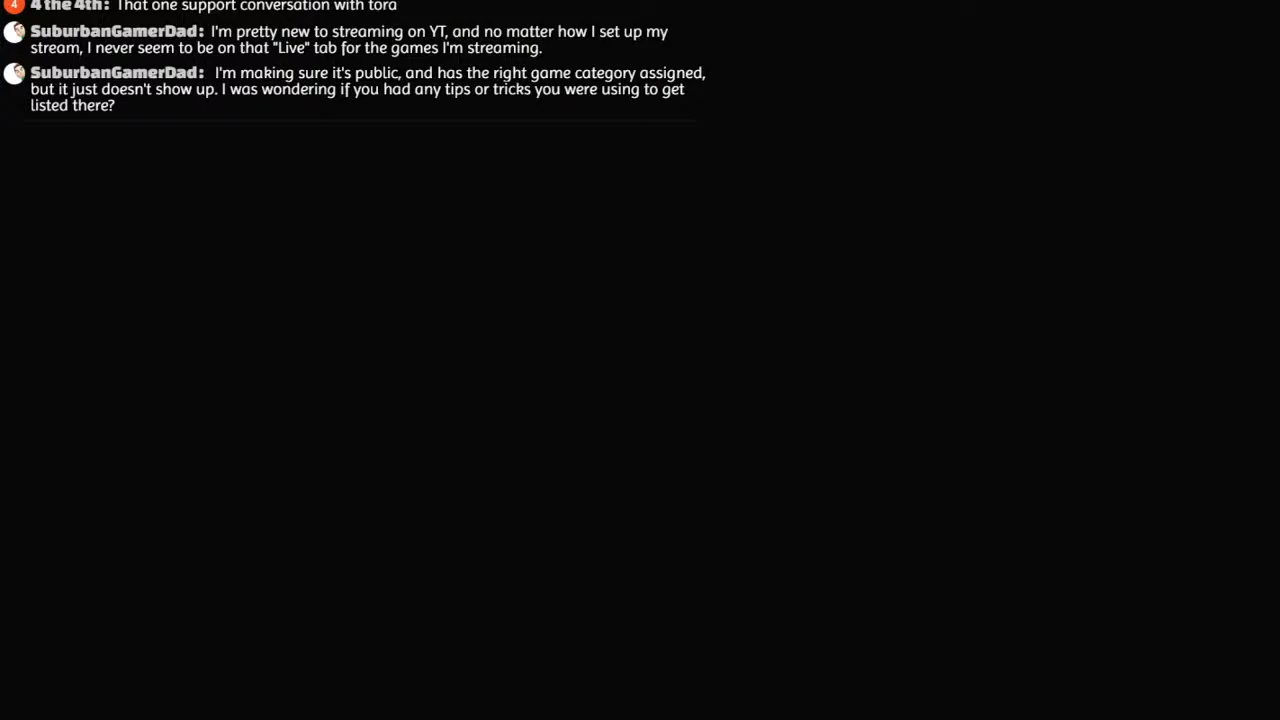 4 4 the 4th: That one support conversation with tora
SuburbanGamerDad: I'm pretty new to streaming on YT, and no matter how I set up my
stream, I never seem to be on that "Live" tab for the games I'm streaming.
SuburbanGamerDad: I'm making sure it's public, and has the right game category assigned,
but it just doesn't show up. I was wondering if you had any tips or tricks you were using to get
listed there?